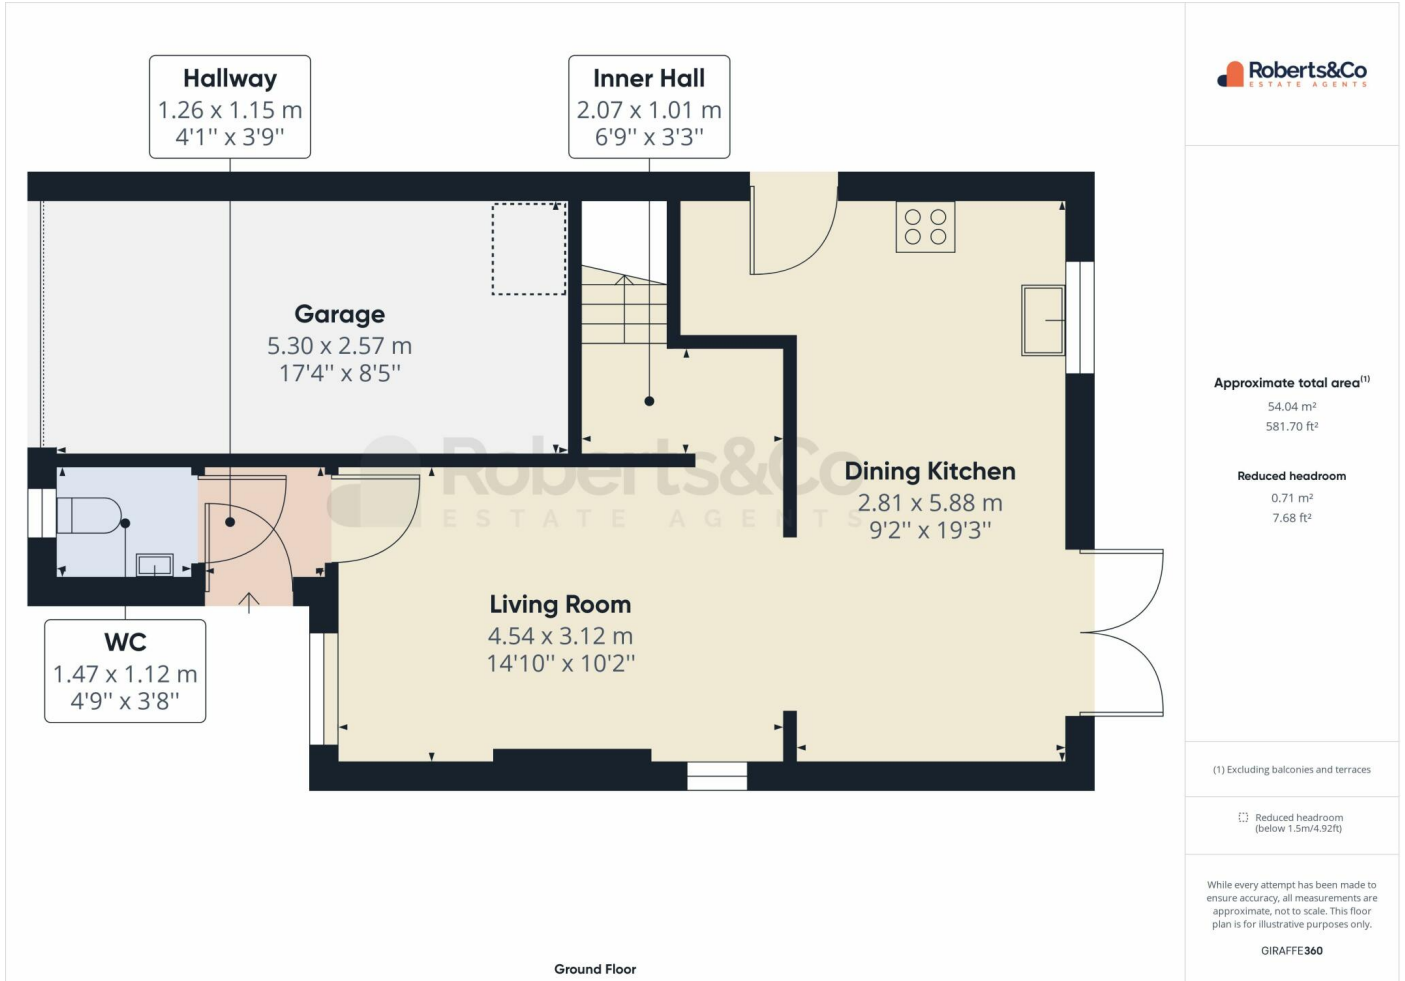 Hallway
1.26 x 1.15 m
4'1'' x 3'9''
Inner Hall
2.07 x 1.01 m
6'9'' x 3'3''
Garage
5.30 x 2.57 m
17'4'' x 8'5''
Roberts&Co
ESTATE AGENTS
Dining Kitchen
2.81 x 5.88 m
9'2'' x 19'3''
Living Room
4.54 x 3.12 m
14'10'' x 10'2''
WC
1.47 x 1.12 m
4'9'' x 3'8''
Ground Floor
Roberts&Co
ESTATE AGENTS
Approximate total area(1)
54.04 m²
581.70 ft²
Reduced headroom
0.71 m²
7.68 ft²
(1) Excluding balconies and terraces
Reduced headroom
(below 1.5m/4.92ft)
While every attempt has been made to
ensure accuracy, all measurements are
approximate, not to scale. This floor
plan is for illustrative purposes only.
GIRAFFE360